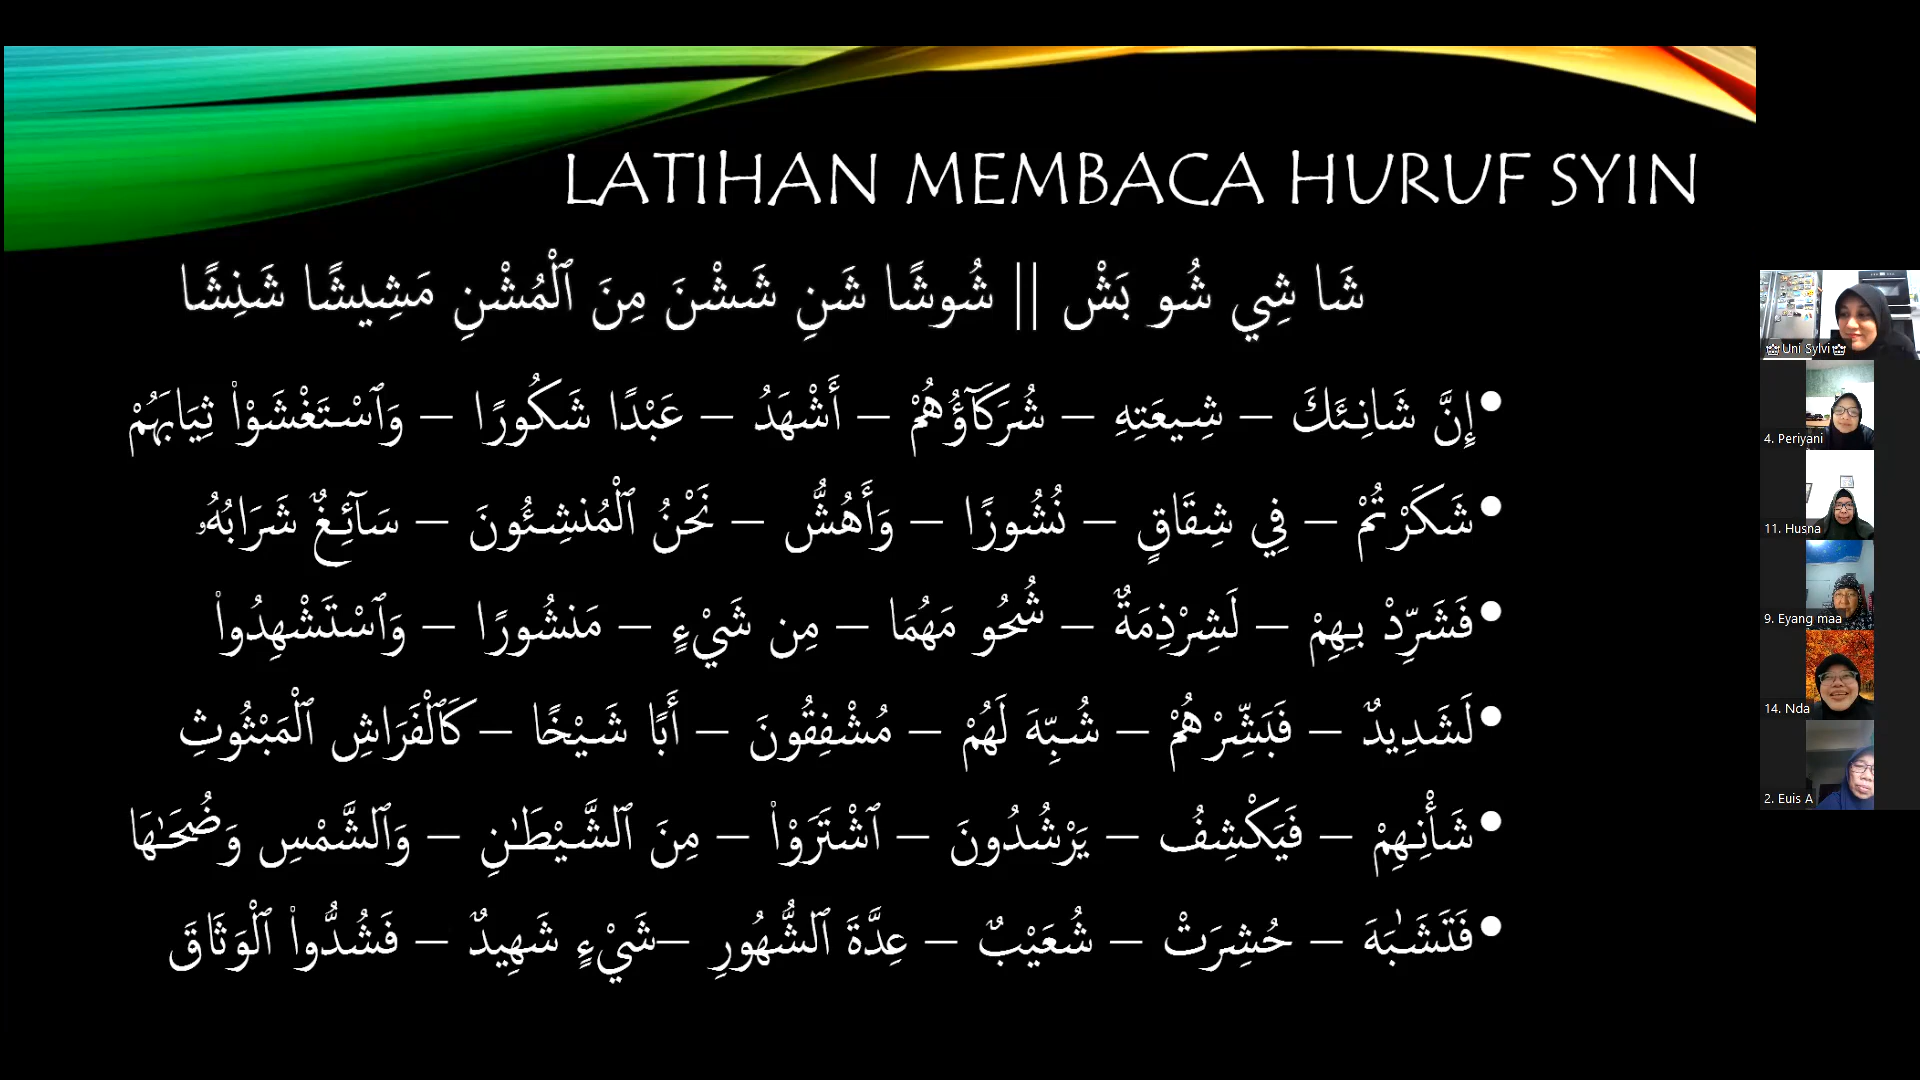 LATIHAN MEMBACA HURUF SYIN
شَا شِي شُو بَشْ || شُوشًا شَنِ شَشْنَ مِنَ ٱلْمُشْنِ مَشِيشًا شَنِشًا
• إِنَّ شَانِئَكَ – شِيعَتِهِ – شُرَكَآؤُهُمْ – أَشْهَدُ – عَبْدًا شَكُورًا – وَٱسْتَغْشَوْا۟ ثِيَابَهُمْ
• شَكَرْتُمْ – فِي شِقَاقٍ – نُشُوزًا – وَأَهُشُّ – نَحْنُ ٱلْمُنشِئُونَ – سَآئِغٌ شَرَابُهُۥ
• فَشَرِّدْ بِهِمْ – لَشِرْذِمَةٌ – شُحُو مَهُمَا – مِن شَيْءٍ – مَنشُورًا – وَٱسْتَشْهِدُوا۟
• لَشَدِيدٌ – فَبَشِّرْهُمْ – شُبِّهَ لَهُمْ – مُشْفِقُونَ – أَبًا شَيْخًا – كَٱلْفَرَاشِ ٱلْمَبْثُوثِ
• شَأْنِهِمْ – فَيَكْشِفُ – يَرْشُدُونَ – ٱشْتَرَوْا۟ – مِنَ ٱلشَّيْطَٰنِ – وَٱلشَّمْسِ وَضُحَىٰهَا
• فَتَشَٰبَهَ – حُشِرَتْ – شُعَيْبٌ – عِدَّةَ ٱلشُّهُورِ –شَيْءٍ شَهِيدٌ – فَشُدُّوا۟ ٱلْوَثَاقَ
Uni Sylvi
4. Periyani
11. Husna
9. Eyang maa
14. Nda
2. Euis A